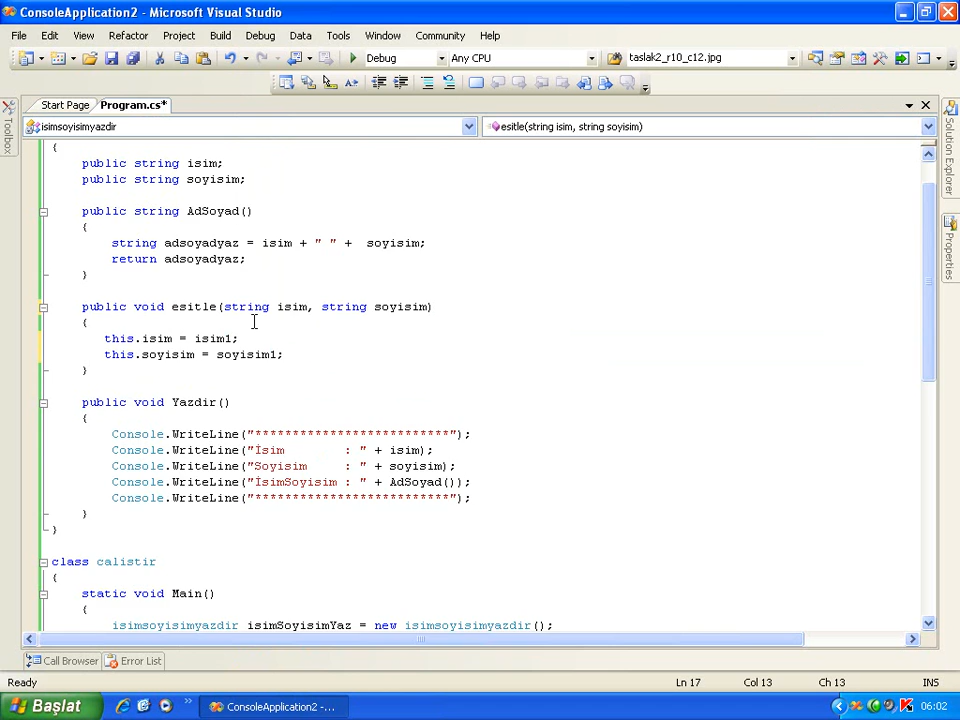 ConsoleApplication2 - Microsoft Visual Studio
File Edit View Refactor Project Build Debug Data Tools Window Community Help
Debug Any CPU taslak2_r10_c12.jpg
Start Page Program.cs*
isimsoyisimyazdir esitle(string isim, string soyisim)
Toolbox
Solution Explorer
Properties
{
public string isim;
public string soyisim;
public string AdSoyad()
{
string adsoyadyaz = isim + " " + soyisim;
return adsoyadyaz;
}
public void esitle(string isim, string soyisim)
{
this.isim = isim1;
this.soyisim = soyisim1;
}
public void Yazdir()
{
Console.WriteLine("**************************");
Console.WriteLine("İsim : " + isim);
Console.WriteLine("Soyisim : " + soyisim);
Console.WriteLine("İsimSoyisim : " + AdSoyad());
Console.WriteLine("**************************");
}
}
class calistir
{
static void Main()
{
isimsoyisimyazdir isimSoyisimYaz = new isimsoyisimyazdir();
Call Browser Error List
Ready Ln 17 Col 13 Ch 13 INS
Başlat ConsoleApplication2 - ... 06:02